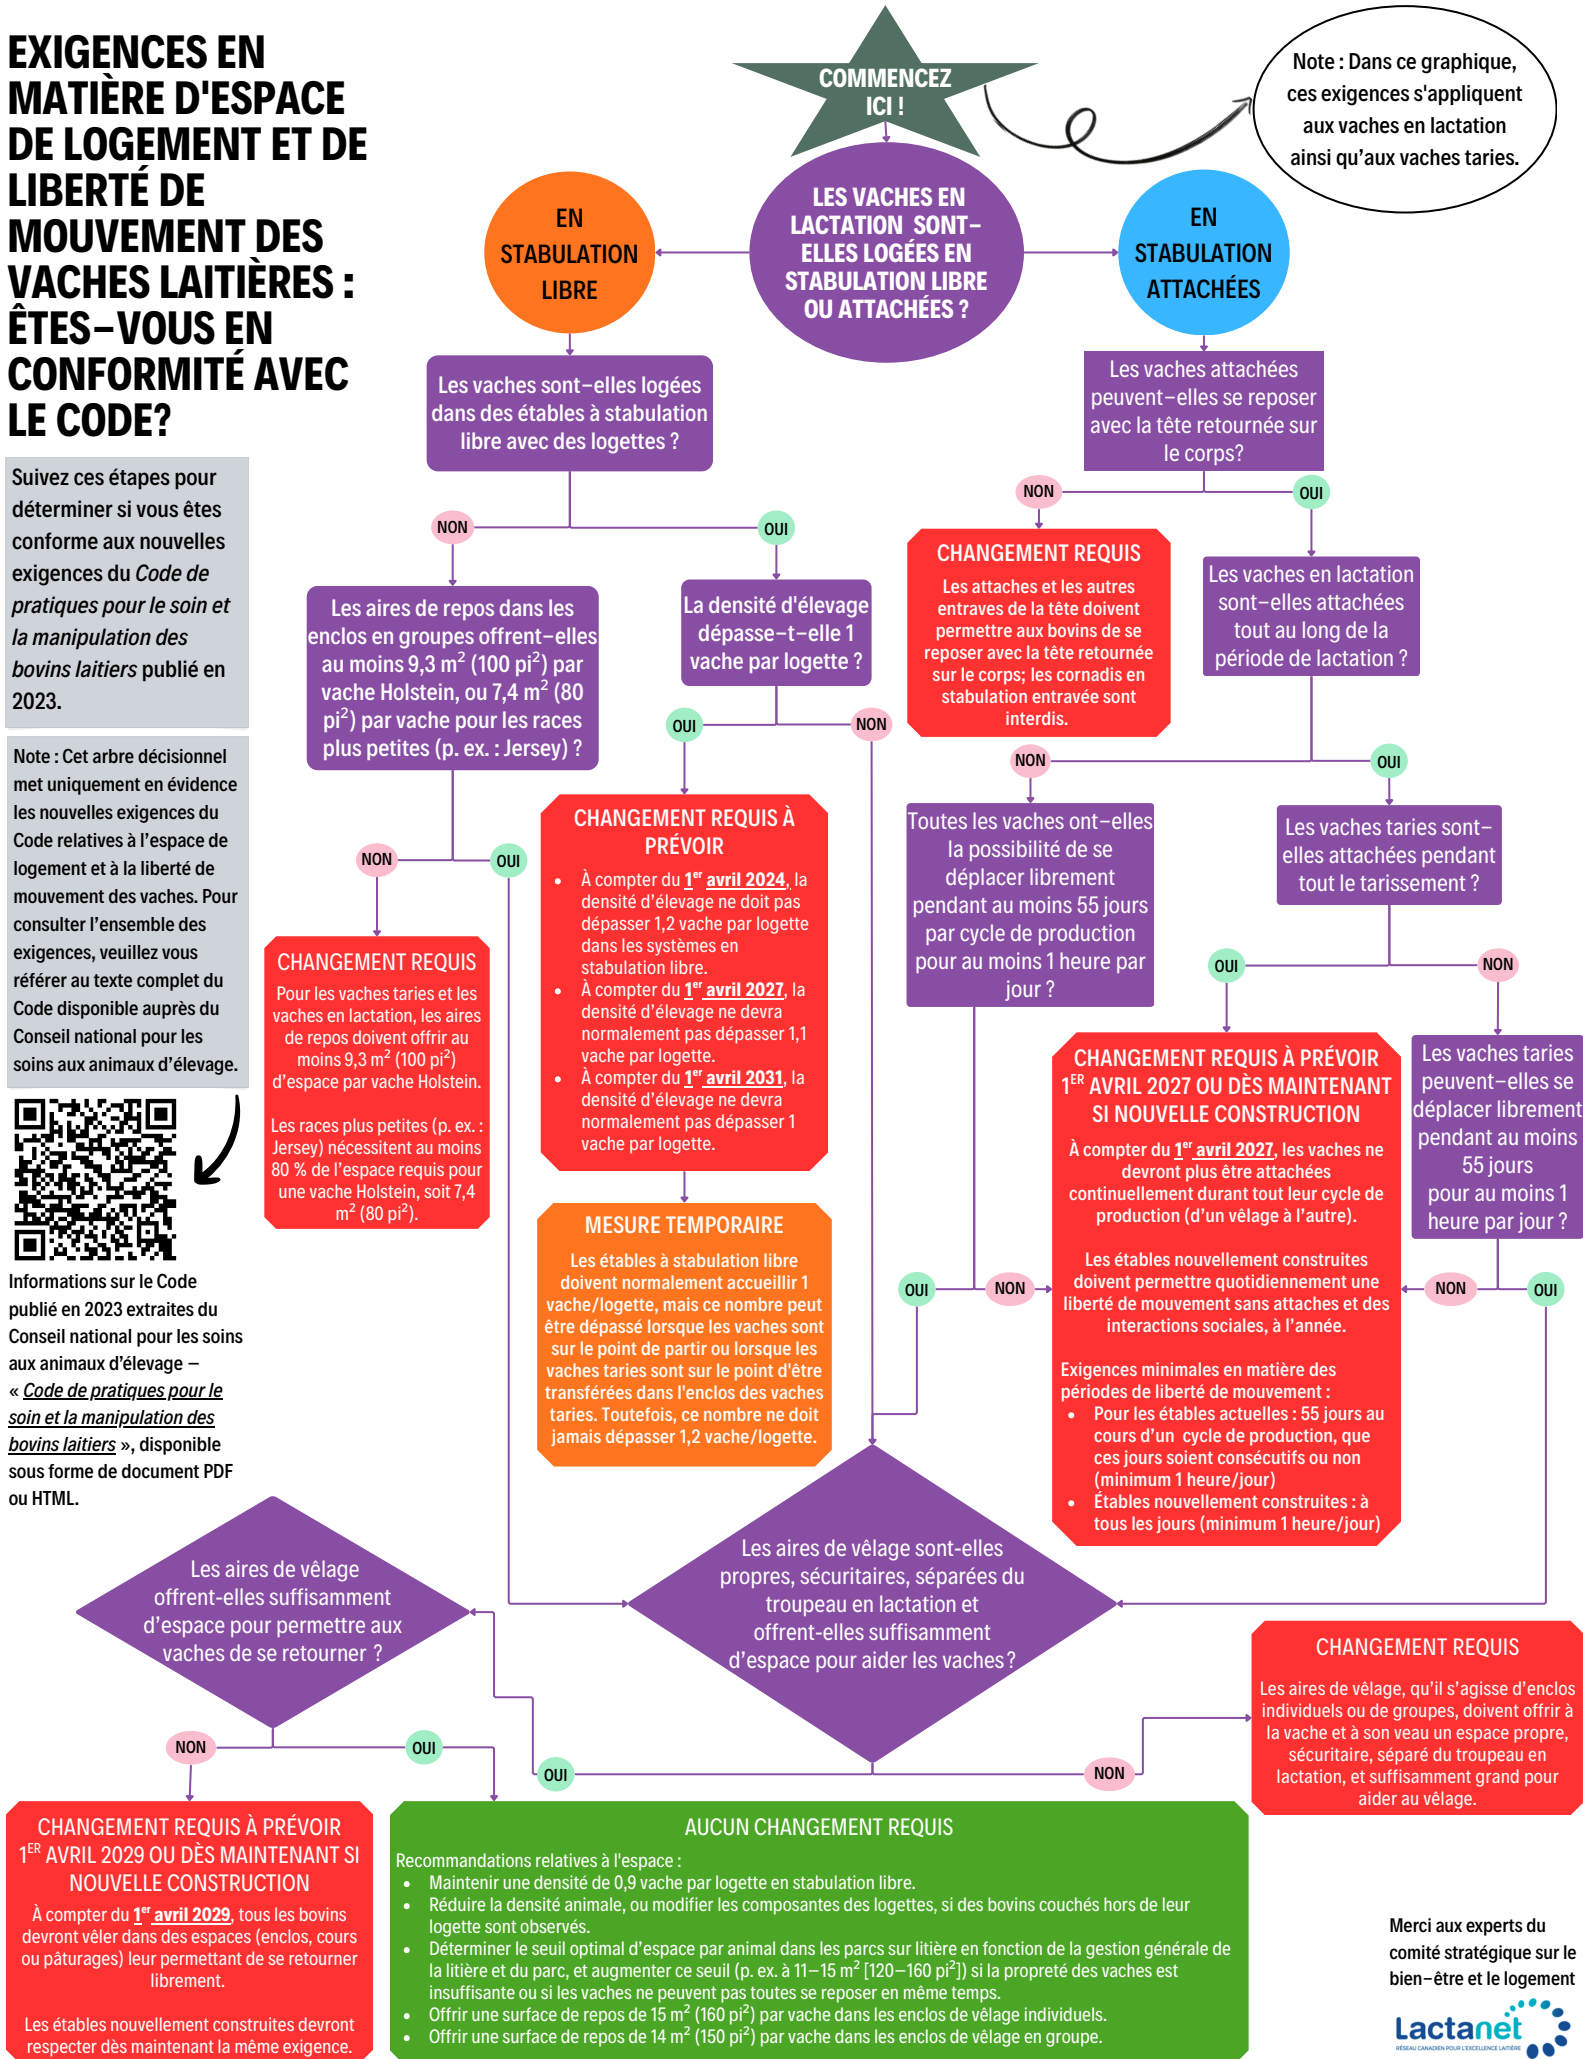 EXIGENCES EN
MATIÈRE D'ESPACE
DE LOGEMENT ET DE
LIBERTÉ DE
MOUVEMENT DES
VACHES LAITIÈRES :
ÊTES-VOUS EN
CONFORMITÉ AVEC
LE CODE?
Suivez ces étapes pour
déterminer si vous êtes
conforme aux nouvelles
exigences du Code de
pratiques pour le soin et
la manipulation des
bovins laitiers publié en
2023.
Note : Cet arbre décisionnel
met uniquement en évidence
les nouvelles exigences du
Code relatives à l'espace de
logement et à la liberté de
mouvement des vaches. Pour
consulter l'ensemble des
exigences, veuillez vous
référer au texte complet du
Code disponible auprès du
Conseil national pour les
soins aux animaux d'élevage.
Informations sur le Code
publié en 2023 extraites du
Conseil national pour les soins
aux animaux d'élevage –
« Code de pratiques pour le
soin et la manipulation des
bovins laitiers », disponible
sous forme de document PDF
ou HTML.
COMMENCEZ
ICI !
Note : Dans ce graphique,
ces exigences s'appliquent
aux vaches en lactation
ainsi qu'aux vaches taries.
LES VACHES EN
LACTATION SONT-
ELLES LOGÉES EN
STABULATION LIBRE
OU ATTACHÉES ?
EN
STABULATION
LIBRE
EN
STABULATION
ATTACHÉES
Les vaches sont-elles logées
dans des étables à stabulation
libre avec des logettes ?
NON
OUI
Les aires de repos dans les
enclos en groupes offrent-elles
au moins 9,3 m² (100 pi²) par
vache Holstein, ou 7,4 m² (80
pi²) par vache pour les races
plus petites (p. ex. : Jersey) ?
La densité d'élevage
dépasse-t-elle 1
vache par logette ?
OUI
NON
NON
OUI
CHANGEMENT REQUIS
Pour les vaches taries et les
vaches en lactation, les aires
de repos doivent offrir au
moins 9,3 m² (100 pi²)
d'espace par vache Holstein.
Les races plus petites (p. ex. :
Jersey) nécessitent au moins
80 % de l'espace requis pour
une vache Holstein, soit 7,4
m² (80 pi²).
CHANGEMENT REQUIS À
PRÉVOIR
• À compter du 1er avril 2024, la
densité d'élevage ne doit pas
dépasser 1,2 vache par logette
dans les systèmes en
stabulation libre.
• À compter du 1er avril 2027, la
densité d'élevage ne devra
normalement pas dépasser 1,1
vache par logette.
• À compter du 1er avril 2031, la
densité d'élevage ne devra
normalement pas dépasser 1
vache par logette.
MESURE TEMPORAIRE
Les étables à stabulation libre
doivent normalement accueillir 1
vache/logette, mais ce nombre peut
être dépassé lorsque les vaches sont
sur le point de partir ou lorsque les
vaches taries sont sur le point d'être
transférées dans l'enclos des vaches
taries. Toutefois, ce nombre ne doit
jamais dépasser 1,2 vache/logette.
Les vaches attachées
peuvent-elles se reposer
avec la tête retournée sur
le corps?
NON
OUI
CHANGEMENT REQUIS
Les attaches et les autres
entraves de la tête doivent
permettre aux bovins de se
reposer avec la tête retournée
sur le corps; les cornadis en
stabulation entravée sont
interdis.
Les vaches en lactation
sont-elles attachées
tout au long de la
période de lactation ?
NON
OUI
Toutes les vaches ont-elles
la possibilité de se
déplacer librement
pendant au moins 55 jours
par cycle de production
pour au moins 1 heure par
jour ?
Les vaches taries sont-
elles attachées pendant
tout le tarissement ?
OUI
NON
CHANGEMENT REQUIS À PRÉVOIR
1ER AVRIL 2027 OU DÈS MAINTENANT
SI NOUVELLE CONSTRUCTION
À compter du 1er avril 2027, les vaches ne
devront plus être attachées
continuellement durant tout leur cycle de
production (d'un vêlage à l'autre).
Les étables nouvellement construites
doivent permettre quotidiennement une
liberté de mouvement sans attaches et des
interactions sociales, à l'année.
Exigences minimales en matière des
périodes de liberté de mouvement :
• Pour les étables actuelles : 55 jours au
cours d'un cycle de production, que
ces jours soient consécutifs ou non
(minimum 1 heure/jour)
• Étables nouvellement construites : à
tous les jours (minimum 1 heure/jour)
Les vaches taries
peuvent-elles se
déplacer librement
pendant au moins
55 jours
pour au moins 1
heure par jour ?
OUI
NON
NON
OUI
Les aires de vêlage sont-elles
propres, sécuritaires, séparées du
troupeau en lactation et
offrent-elles suffisamment
d'espace pour aider les vaches ?
Les aires de vêlage
offrent-elles suffisamment
d'espace pour permettre aux
vaches de se retourner ?
NON
OUI
OUI
NON
CHANGEMENT REQUIS
Les aires de vêlage, qu'il s'agisse d'enclos
individuels ou de groupes, doivent offrir à
la vache et à son veau un espace propre,
sécuritaire, séparé du troupeau en
lactation, et suffisamment grand pour
aider au vêlage.
CHANGEMENT REQUIS À PRÉVOIR
1ER AVRIL 2029 OU DÈS MAINTENANT SI
NOUVELLE CONSTRUCTION
À compter du 1er avril 2029, tous les bovins
devront vêler dans des espaces (enclos, cours
ou pâturages) leur permettant de se retourner
librement.
Les étables nouvellement construites devront
respecter dès maintenant la même exigence.
AUCUN CHANGEMENT REQUIS
Recommandations relatives à l'espace :
• Maintenir une densité de 0,9 vache par logette en stabulation libre.
• Réduire la densité animale, ou modifier les composantes des logettes, si des bovins couchés hors de leur
logette sont observés.
• Déterminer le seuil optimal d'espace par animal dans les parcs sur litière en fonction de la gestion générale de
la litière et du parc, et augmenter ce seuil (p. ex. à 11–15 m² [120–160 pi²]) si la propreté des vaches est
insuffisante ou si les vaches ne peuvent pas toutes se reposer en même temps.
• Offrir une surface de repos de 15 m² (160 pi²) par vache dans les enclos de vêlage individuels.
• Offrir une surface de repos de 14 m² (150 pi²) par vache dans les enclos de vêlage en groupe.
Merci aux experts du
comité stratégique sur le
bien-être et le logement
Lactanet
RÉSEAU CANADIEN POUR L'EXCELLENCE LAITIÈRE